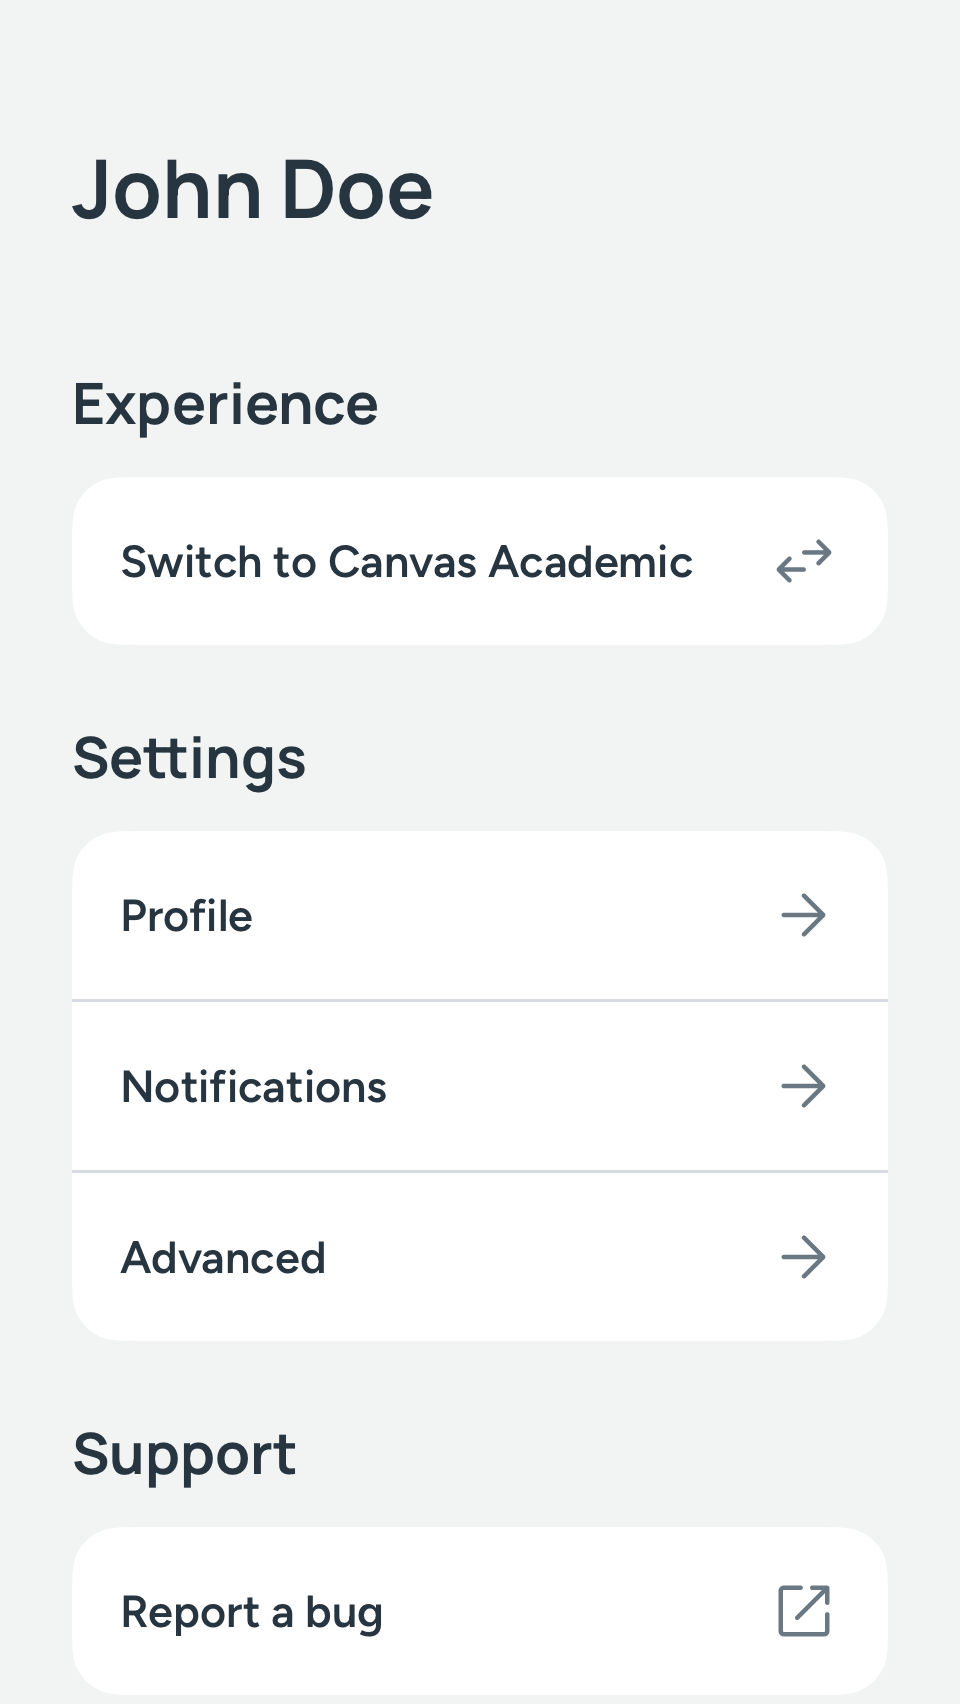 John Doe
Experience
Switch to Canvas Academic
Settings
Profile
Notifications
Advanced
Support
Report a bug